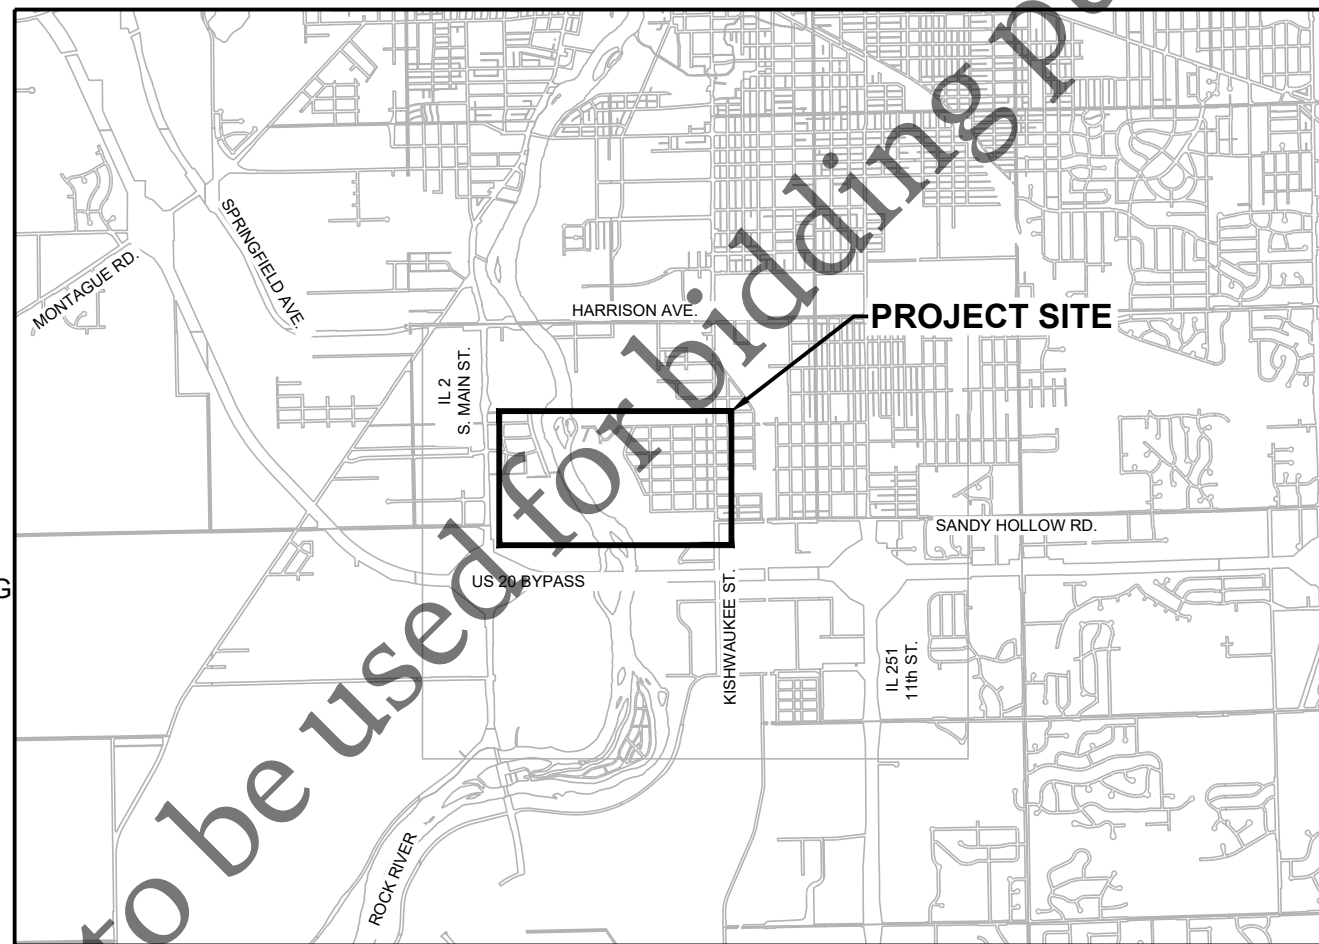 SPRINGFIELD AVE.
MONTAGUE RD.
HARRISON AVE.
PROJECT SITE
IL 2
S. MAIN ST.
SANDY HOLLOW RD.
US 20 BYPASS
G
KISHWAUKEE ST.
IL 251
11th ST.
ROCK RIVER
to be used for bidding